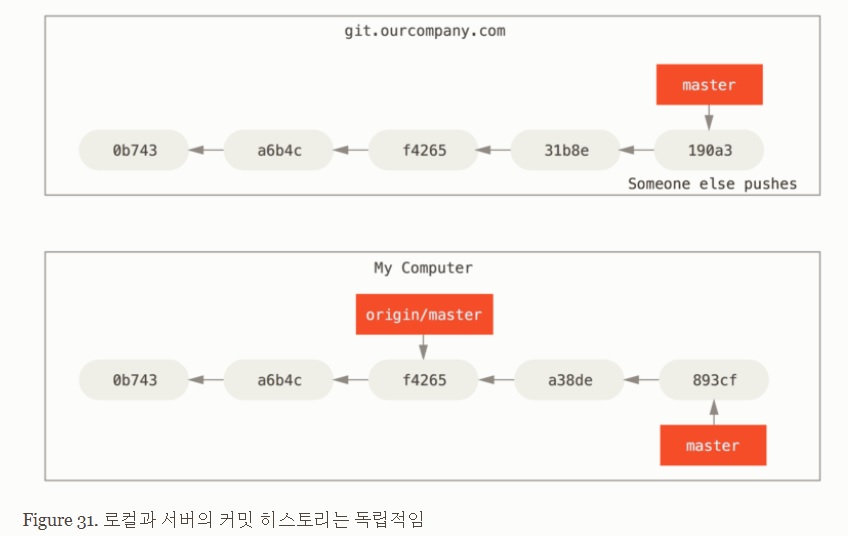 git.ourcompany.com
master
0b743 a6b4c f4265 31b8e 190a3
Someone else pushes
My Computer
origin/master
0b743 a6b4c f4265 a38de 893cf
master
Figure 31. 로컬과 서버의 커밋 히스토리는 독립적임